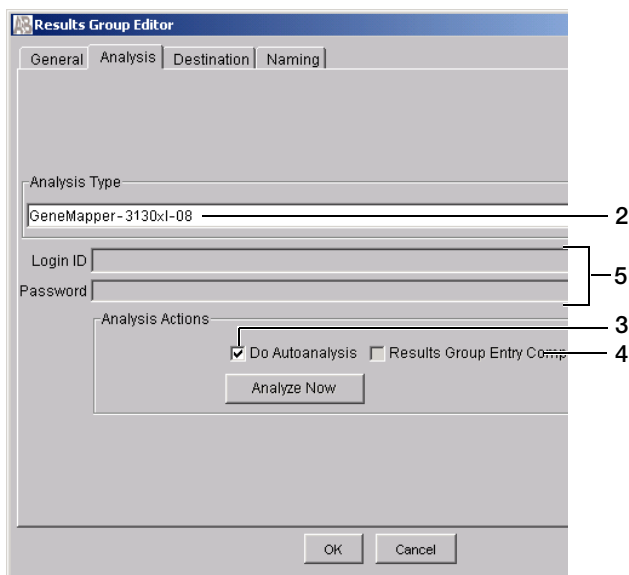 AB Results Group Editor
General Analysis Destination Naming
Analysis Type
GeneMapper-3130xl-08
2
Login ID
5
Password
Analysis Actions
3
Do Autoanalysis Results Group Entry Comp
4
Analyze Now
OK Cancel